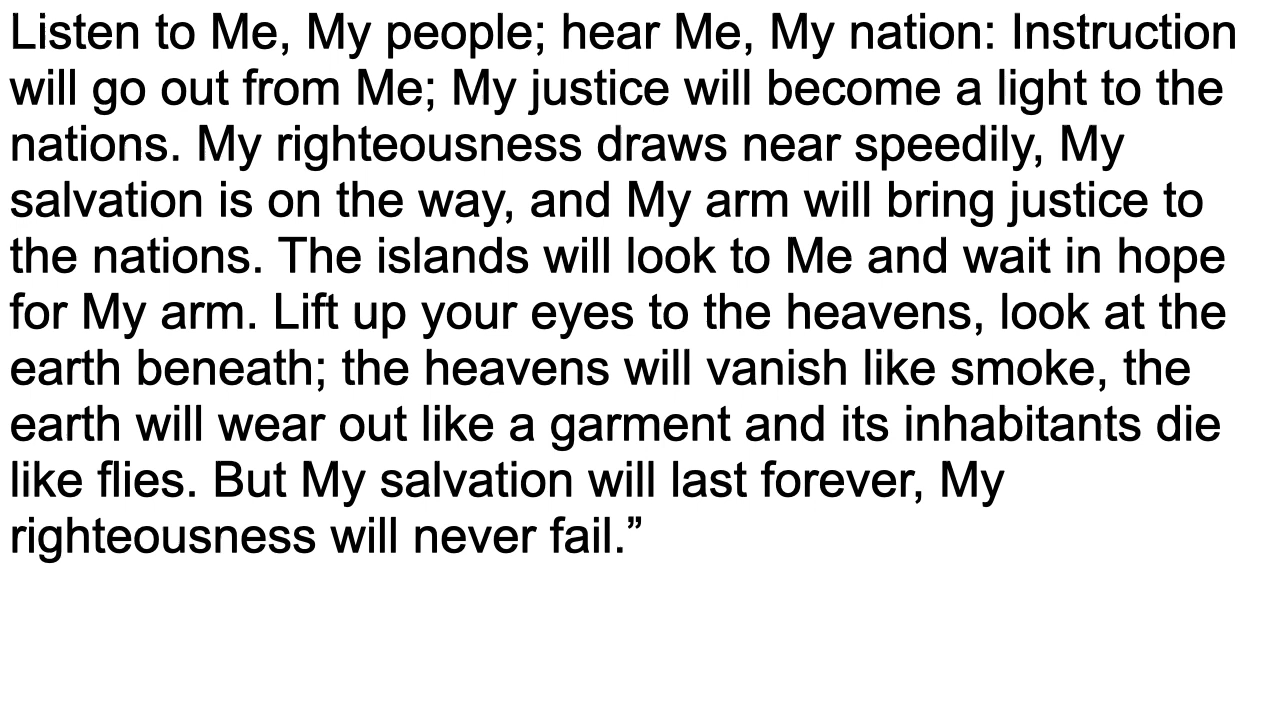 Listen to Me, My people; hear Me, My nation: Instruction
will go out from Me; My justice will become a light to the
nations. My righteousness draws near speedily, My
salvation is on the way, and My arm will bring justice to
the nations. The islands will look to Me and wait in hope
for My arm. Lift up your eyes to the heavens, look at the
earth beneath; the heavens will vanish like smoke, the
earth will wear out like a garment and its inhabitants die
like flies. But My salvation will last forever, My
righteousness will never fail.”